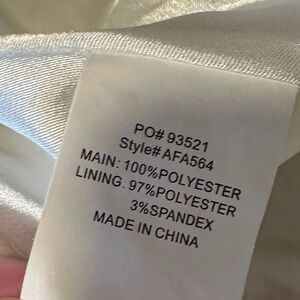 PO# 93521
Style# AFA564
MAIN: 100%POLYESTER
LINING: 97%POLYESTER
3%SPANDEX
MADE IN CHINA